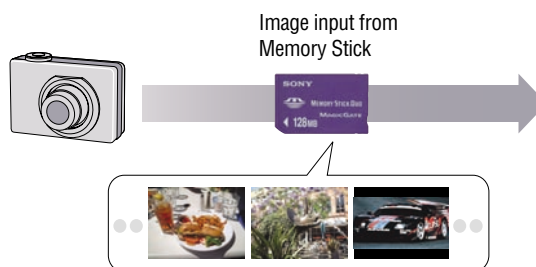 Image input from
Memory Stick
SONY
MEMORY STICK DUO
MAGICGATE
128MB